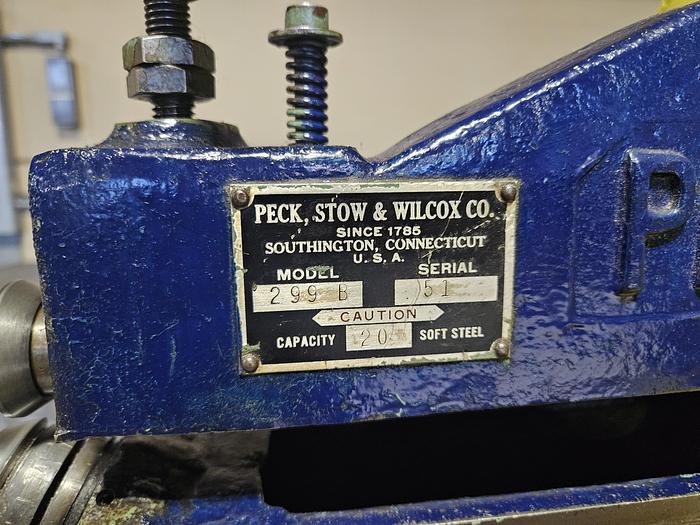 PECK, STOW & WILCOX CO.
SINCE 1785
SOUTHINGTON, CONNECTICUT
U. S. A.
MODEL SERIAL
299 B 51
CAUTION
CAPACITY 20 SOFT STEEL
P